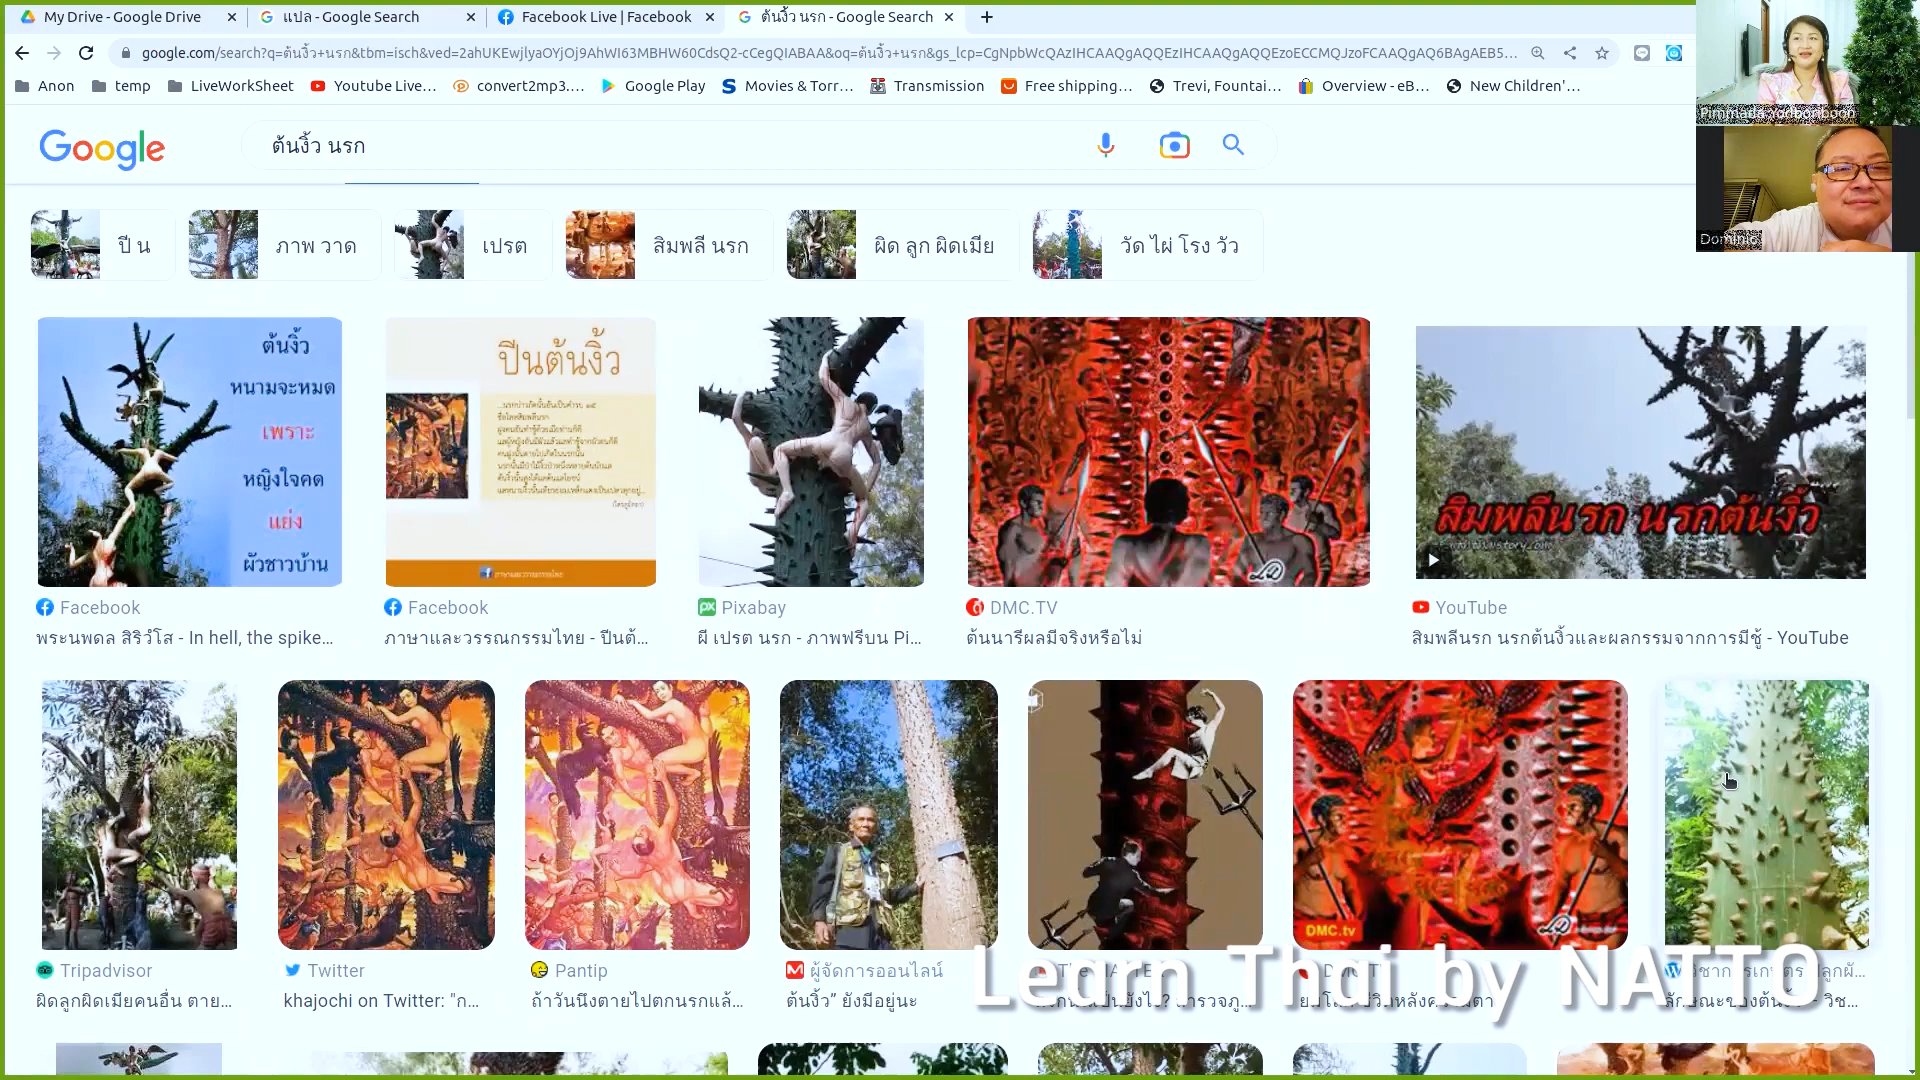 My Drive - Google Drive
แปล - Google Search
Facebook Live | Facebook
ต้นงิ้ว นรก - Google Search
google.com/search?q=ต้นงิ้ว+นรก&tbm=isch&ved=2ahUKEwjlyaOYjOj9AhWI63MBHW60CdsQ2-cCegQIABAA&oq=ต้นงิ้ว+นรก&gs_lcp=CgNpbWcQAzIHCAAQgAQQEzIHCAAQgAQQEzoECCMQJzoFCAAQgAQ6BAgAEB5...
Anon
temp
LiveWorkSheet
Youtube Live...
convert2mp3....
Google Play
Movies & Torr...
Transmission
Free shipping...
Trevi, Fountai...
Overview - eB...
New Children'...
Dominic
Google
ต้นงิ้ว นรก
ปี น
ภาพ วาด
เปรต
สิมพลี นรก
ผิด ลูก ผิดเมีย
วัด ไผ่ โรง วัว
ต้นงิ้ว
หนามจะหมด
เพราะ
หญิงใจคด
แย่ง
ผัวชาวบ้าน
ปีนต้นงิ้ว
สิมพลีนรก นรกต้นงิ้ว
Facebook
พระนพดล สิริวํโส - In hell, the spike...
Facebook
ภาษาและวรรณกรรมไทย - ปีนต้...
Pixabay
ผี เปรต นรก - ภาพฟรีบน Pi...
DMC.TV
ต้นนารีผลมีจริงหรือไม่
YouTube
สิมพลีนรก นรกต้นงิ้วและผลกรรมจากการมีชู้ - YouTube
DMC.tv
Tripadvisor
ผิดลูกผิดเมียคนอื่น ตาย...
Twitter
khajochi on Twitter: "ก...
Pantip
ถ้าวันนึงตายไปตกนรกแล้...
ผู้จัดการออนไลน์
ต้นงิ้ว” ยังมีอยู่นะ
Learn Thai by NATTO